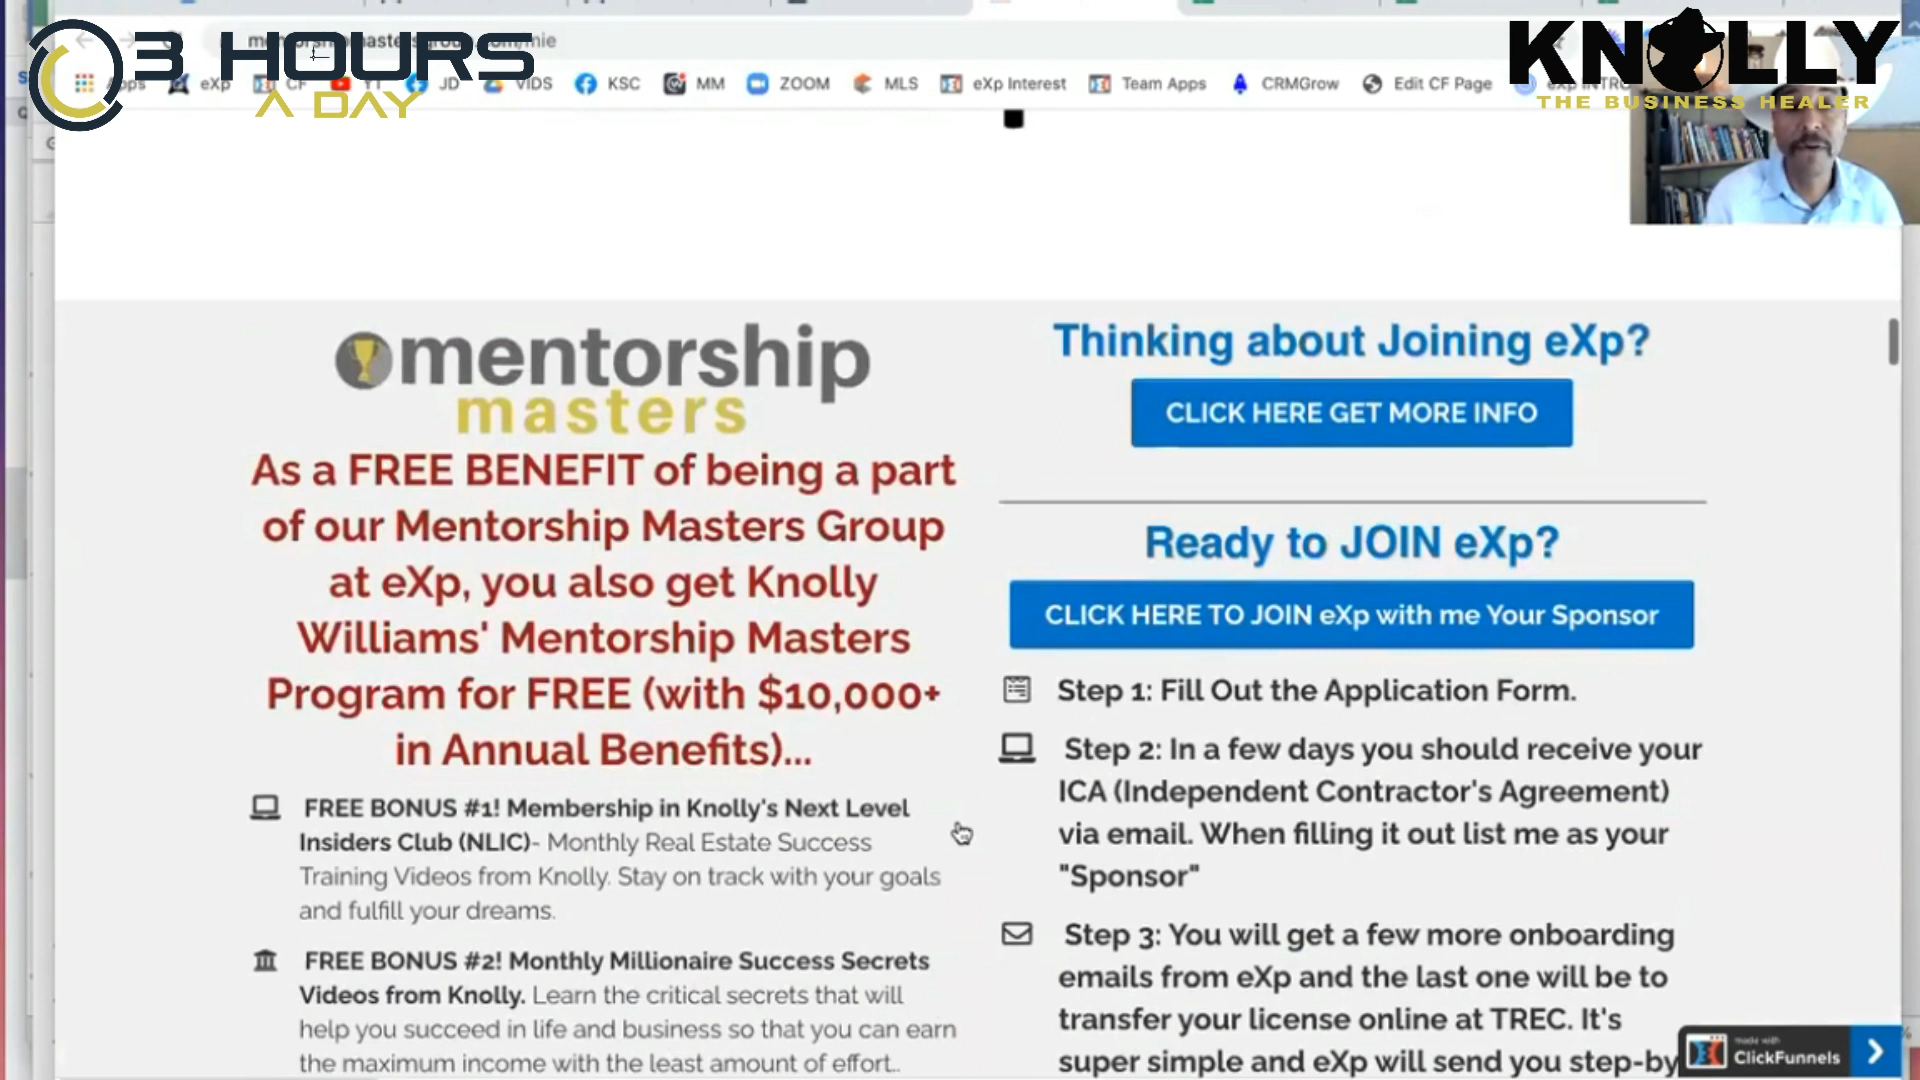 3 HOURS
A DAY
KNOLLY
THE BUSINESS HEALER
Apps
eXp
CF
YT
JD
VIDS
KSC
MM
ZOOM
MLS
eXp Interest
Team Apps
CRMGrow
Edit CF Page
mentorship
masters
As a FREE BENEFIT of being a part
of our Mentorship Masters Group
at eXp, you also get Knolly
Williams' Mentorship Masters
Program for FREE (with $10,000+
in Annual Benefits)...
FREE BONUS #1! Membership in Knolly's Next Level
Insiders Club (NLIC)- Monthly Real Estate Success
Training Videos from Knolly. Stay on track with your goals
and fulfill your dreams.
FREE BONUS #2! Monthly Millionaire Success Secrets
Videos from Knolly. Learn the critical secrets that will
help you succeed in life and business so that you can earn
the maximum income with the least amount of effort..
Thinking about Joining eXp?
CLICK HERE GET MORE INFO
Ready to JOIN eXp?
CLICK HERE TO JOIN eXp with me Your Sponsor
Step 1: Fill Out the Application Form.
Step 2: In a few days you should receive your
ICA (Independent Contractor's Agreement)
via email. When filling it out list me as your
"Sponsor"
Step 3: You will get a few more onboarding
emails from eXp and the last one will be to
transfer your license online at TREC. It's
super simple and eXp will send you step-by
made with
ClickFunnels